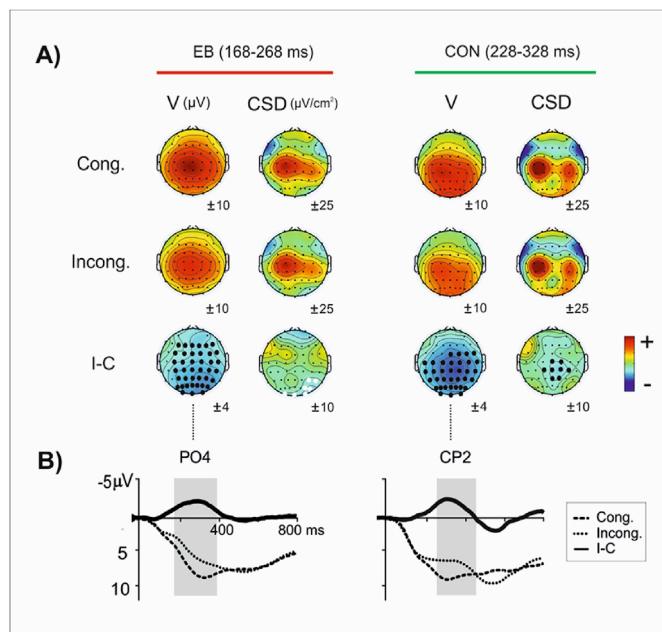 A)
EB (168-268 ms)
CON (228-328 ms)
V (µV)
CSD (µV/cm²)
V
CSD
Cong.
±10
±25
±10
±25
Incong.
±10
±25
±10
±25
I-C
±4
±10
±4
±10
+
-
B)
PO4
CP2
-5µV
400
800 ms
5
10
Cong.
Incong.
I-C